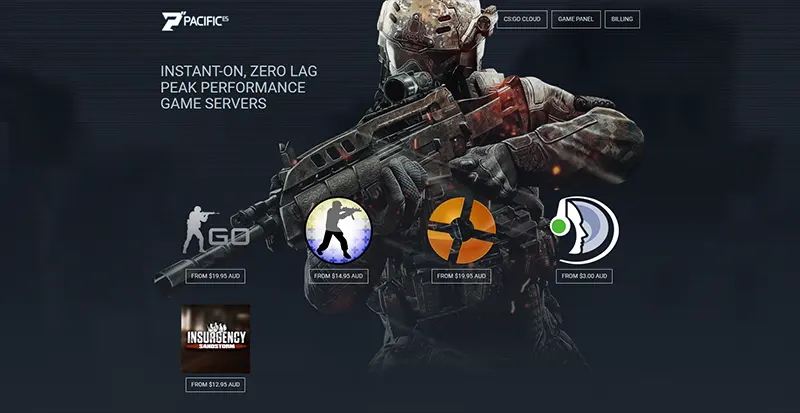 PACIFIC ES
CS:GO CLOUD
GAME PANEL
BILLING
INSTANT-ON, ZERO LAG
PEAK PERFORMANCE
GAME SERVERS
GO
FROM $19.95 AUD
FROM $14.95 AUD
FROM $19.95 AUD
FROM $3.00 AUD
INSURGENCY
SANDSTORM
FROM $12.95 AUD